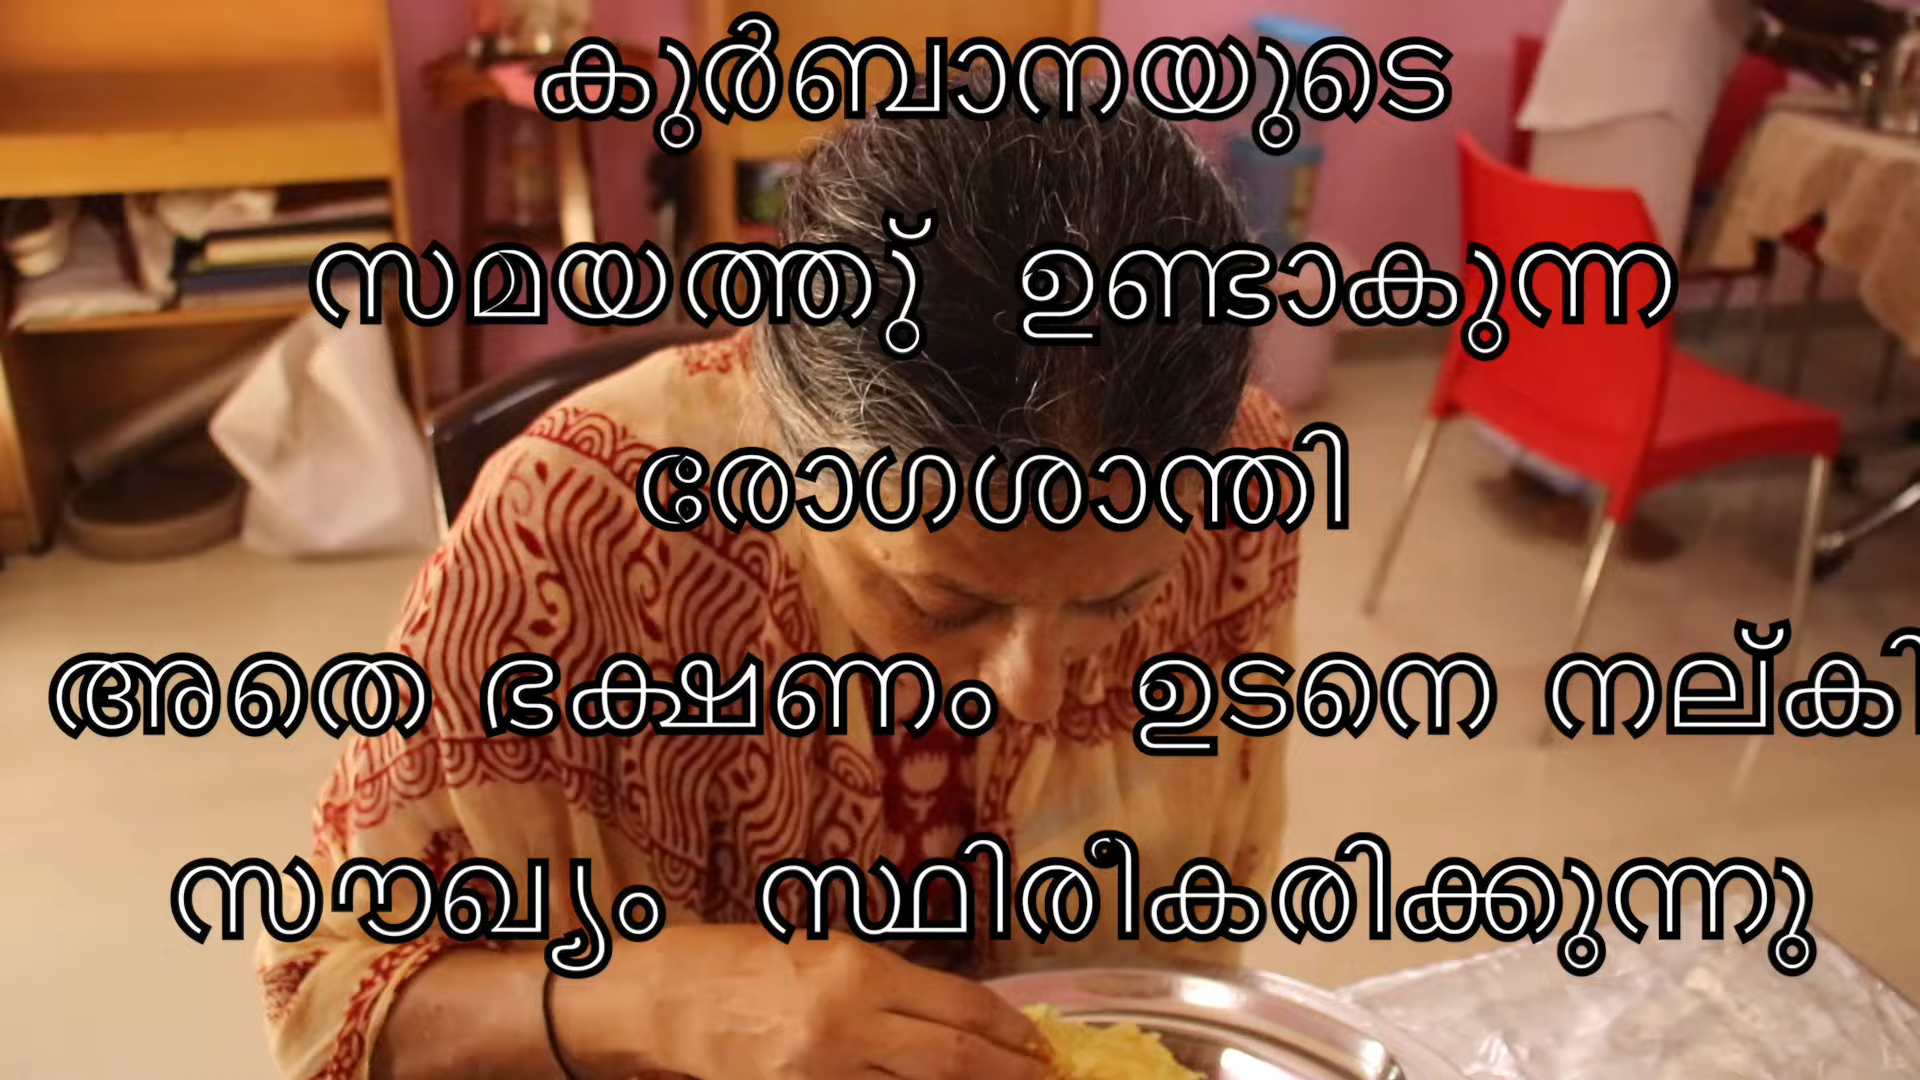 കുർബാനയുടെ
സമയത്തു് ഉണ്ടാകുന്ന
രോഗശാന്തി
അതെ ഭക്ഷണം ഉടനെ നല്കി
സൗഖ്യം സ്ഥിരീകരിക്കുന്നു